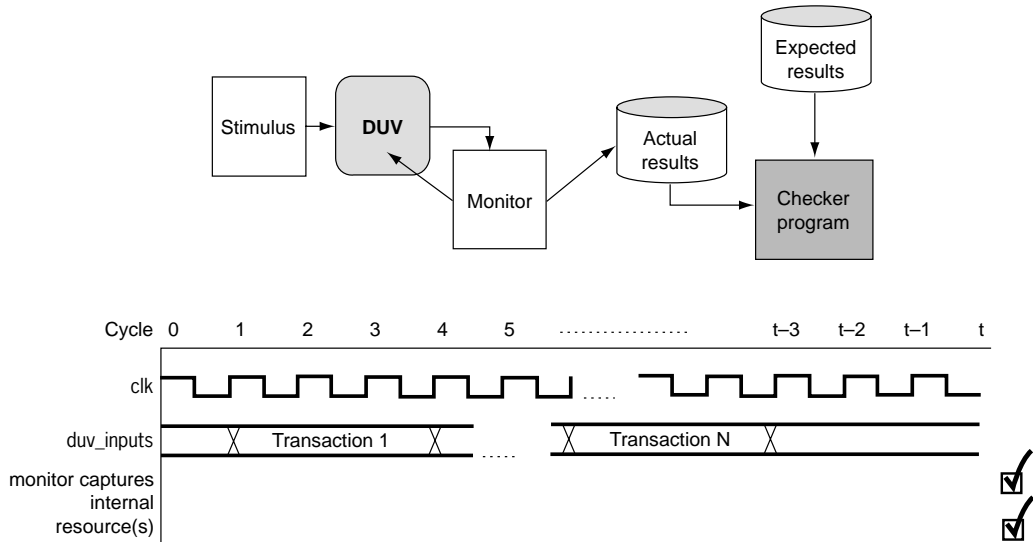 Expected
results
Stimulus
DUV
Actual
results
Monitor
Checker
program
Cycle 0 1 2 3 4 5 .................... t–3 t–2 t–1 t
clk ......
duv_inputs Transaction 1 ...... Transaction N
monitor captures
internal
resource(s)